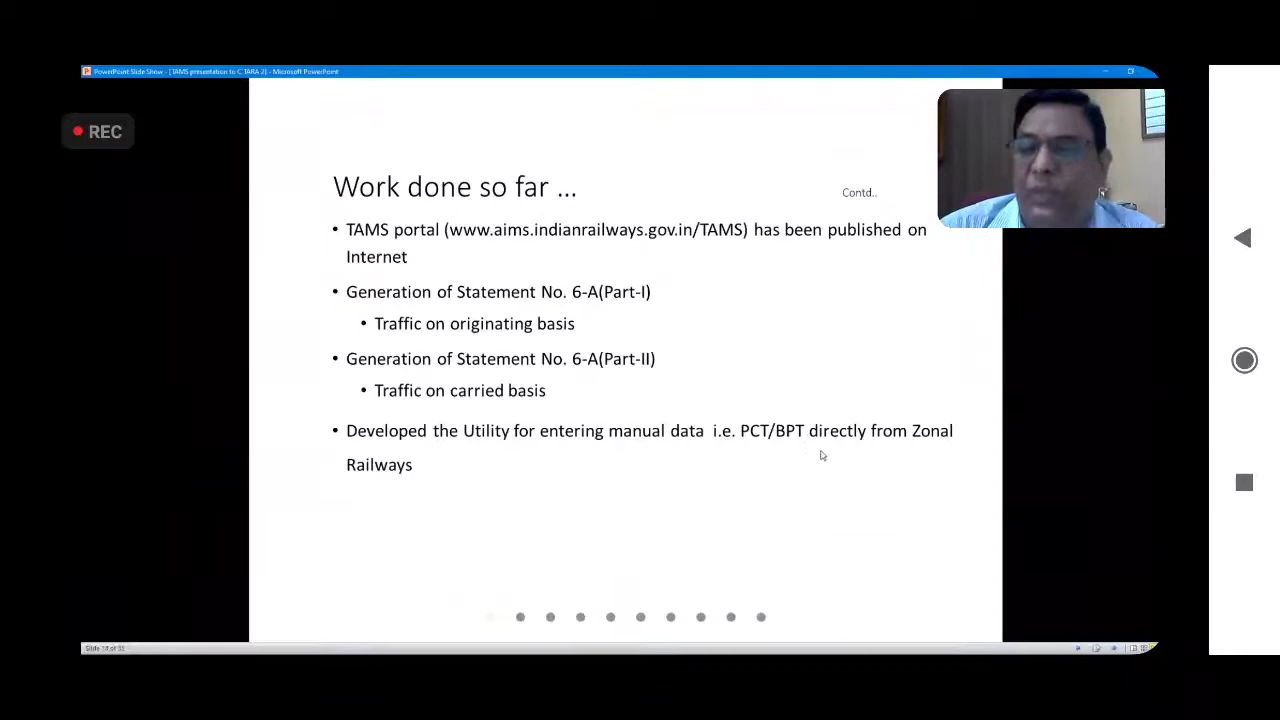 PowerPoint Slide Show - [TAMS presentation to C TARA 2] - Microsoft PowerPoint
REC
Work done so far ...
Contd..
• TAMS portal (www.aims.indianrailways.gov.in/TAMS) has been published on
Internet
• Generation of Statement No. 6-A(Part-I)
• Traffic on originating basis
• Generation of Statement No. 6-A(Part-II)
• Traffic on carried basis
• Developed the Utility for entering manual data i.e. PCT/BPT directly from Zonal
Railways